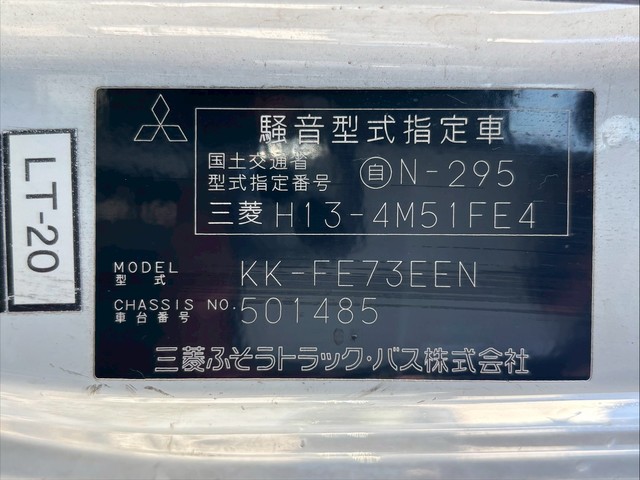 騒音型式指定車
国土交通省
型式指定番号 自N-295
三菱 H13-4M51FE4
MODEL
型式 KK-FE73EEN
CHASSIS NO.
車台番号 501485
三菱ふそうトラック・バス株式会社
LT-20